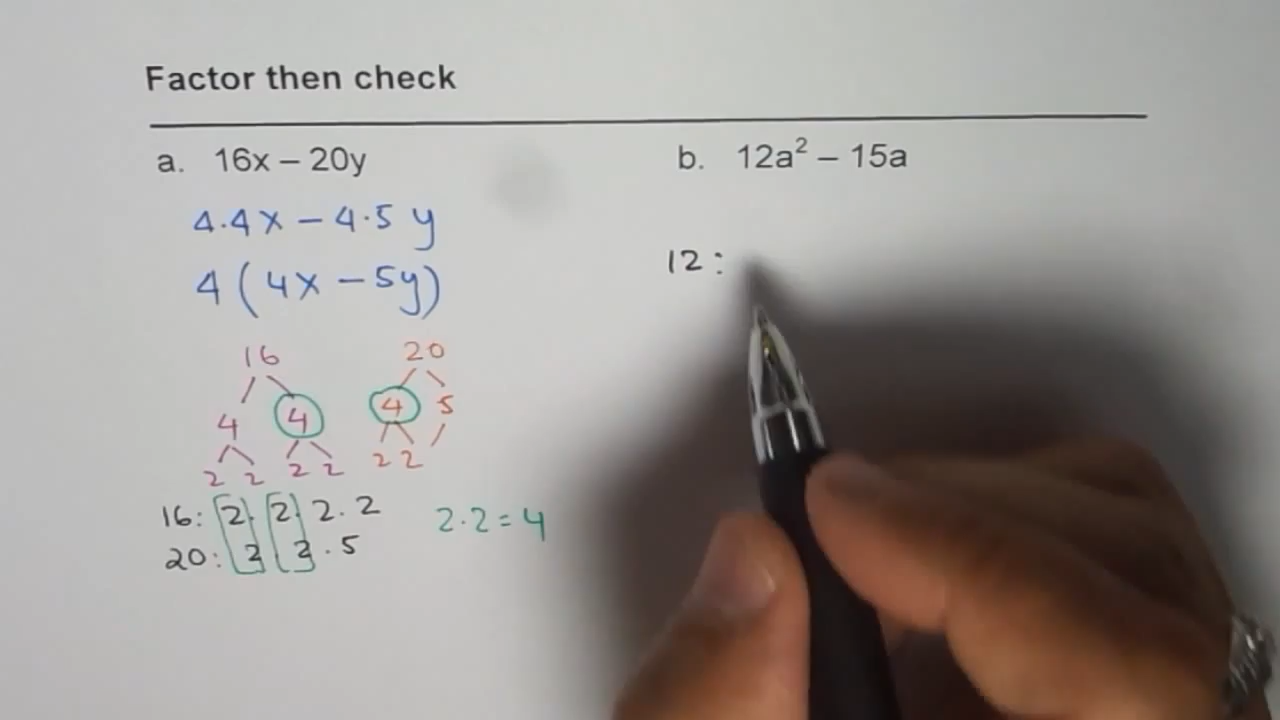 Factor then check
a. 16x – 20y
4·4x – 4·5y
4(4x – 5y)
16 20
4 4 4 5
2 2 2 2 2 2
16: 2·2·2·2 2·2=4
20: 2·2·5
b. 12a² – 15a
12: